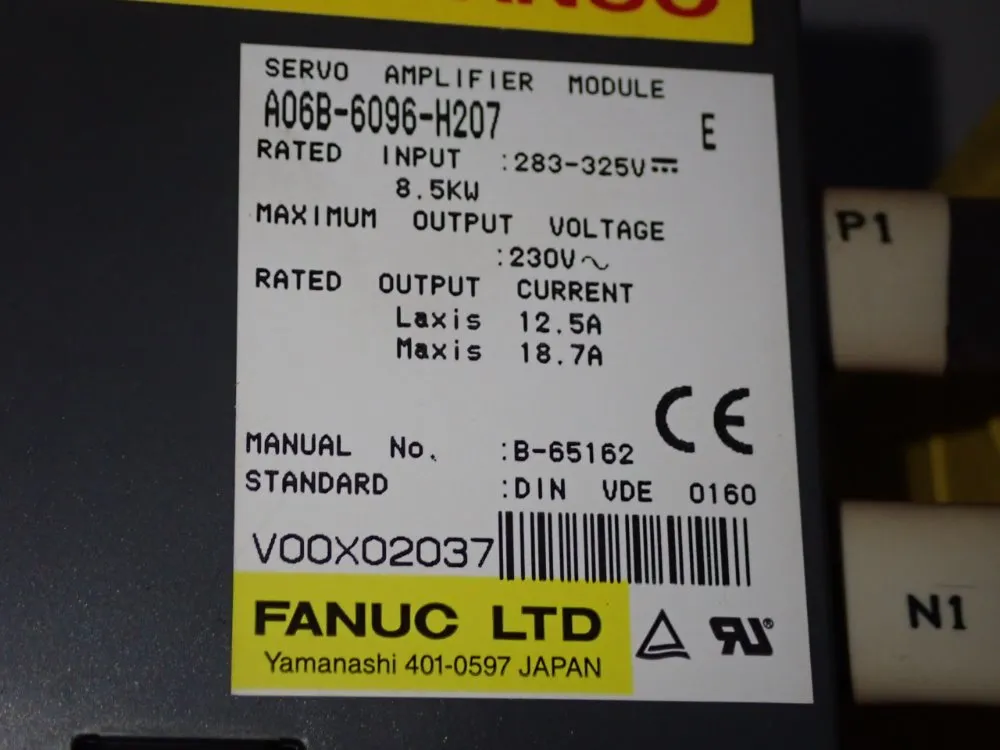 FANUC
SERVO AMPLIFIER MODULE
A06B-6096-H207 E
RATED INPUT :283-325V⎓
8.5KW
MAXIMUM OUTPUT VOLTAGE
:230V~
RATED OUTPUT CURRENT
Laxis 12.5A
Maxis 18.7A
CE
MANUAL No. :B-65162
STANDARD :DIN VDE 0160
V00X02037
FANUC LTD
Yamanashi 401-0597 JAPAN
RU®
P1
N1